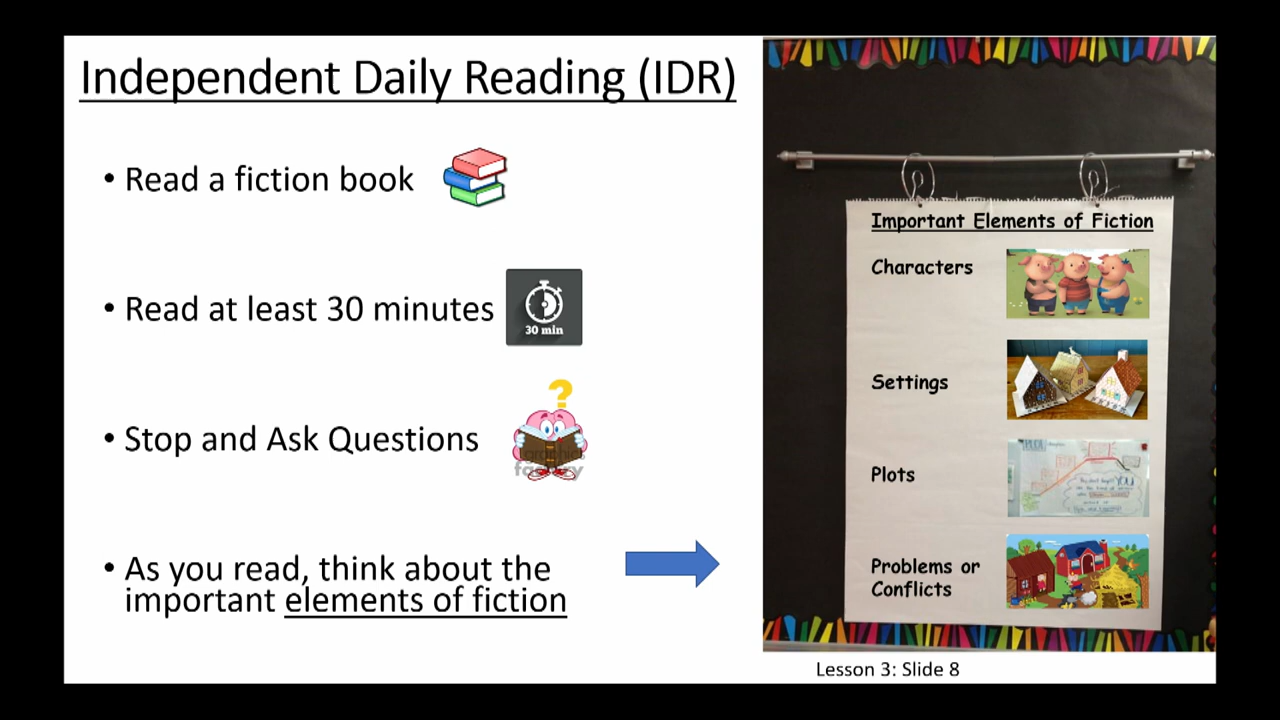 Independent Daily Reading (IDR)
• Read a fiction book
• Read at least 30 minutes
30 min
• Stop and Ask Questions
• As you read, think about the
important elements of fiction
Important Elements of Fiction
Characters
Settings
Plots
Problems or
Conflicts
Lesson 3: Slide 8